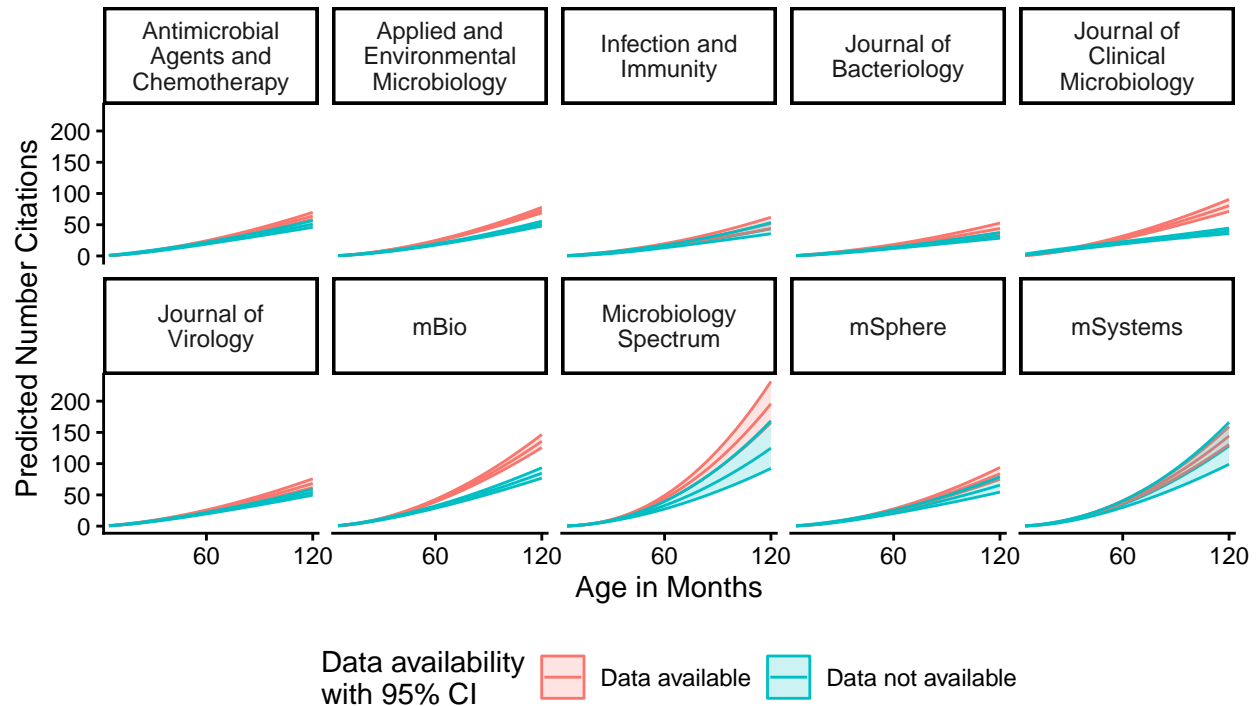 Antimicrobial
Agents and
Chemotherapy
Applied and
Environmental
Microbiology
Infection and
Immunity
Journal of
Bacteriology
Journal of
Clinical
Microbiology
Predicted Number Citations
200
150
100
50
0
Journal of
Virology
mBio
Microbiology
Spectrum
mSphere
mSystems
200
150
100
50
0
60 120 60 120 60 120 60 120 60 120
Age in Months
Data availability
with 95% CI
Data available
Data not available